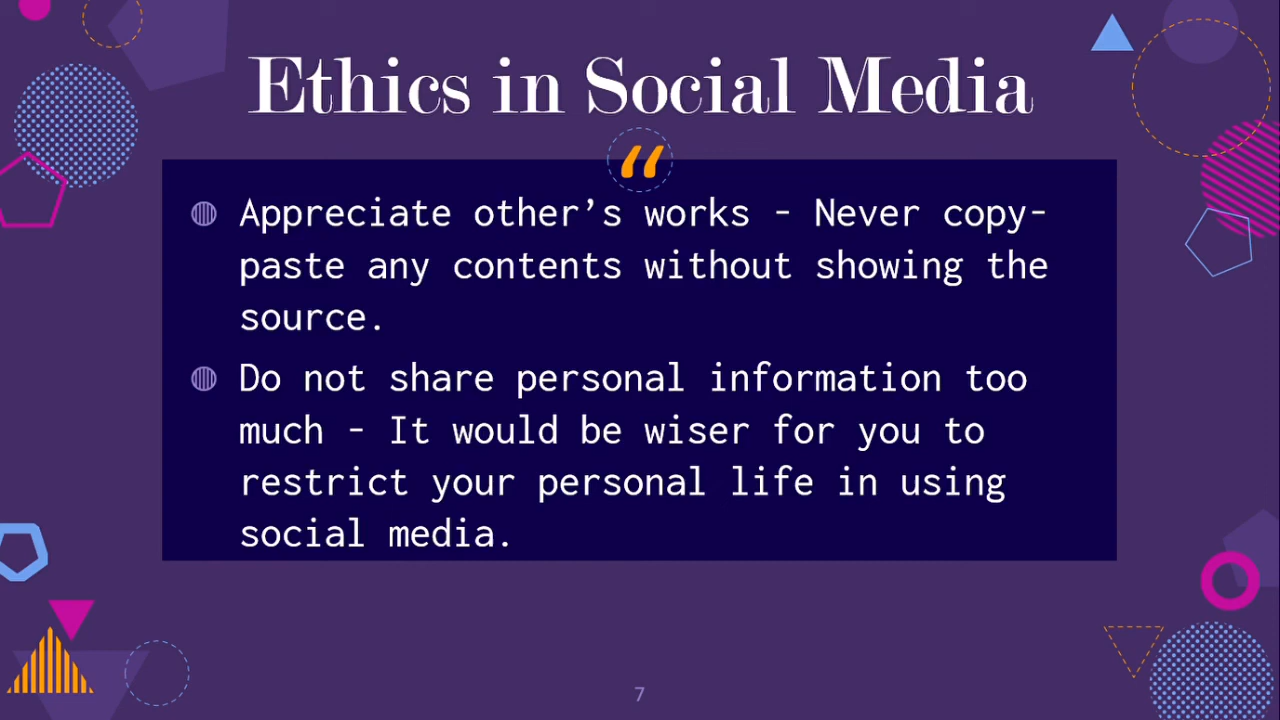 Ethics in Social Media
“
Appreciate other’s works - Never copy-
paste any contents without showing the
source.
Do not share personal information too
much - It would be wiser for you to
restrict your personal life in using
social media.
7